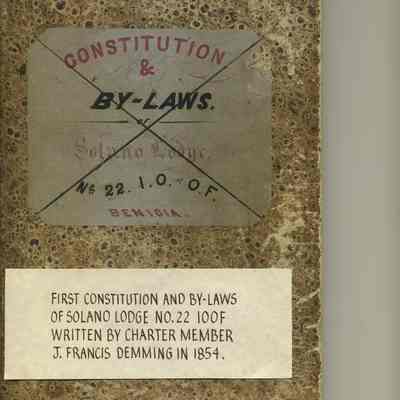 CONSTITUTION
&
BY-LAWS.
OF
Solano Lodge,
No 22. I.O.O.F.
BENICIA.
FIRST CONSTITUTION AND BY-LAWS
OF SOLANO LODGE NO.22 IOOF
WRITTEN BY CHARTER MEMBER
J. FRANCIS DEMMING IN 1854.